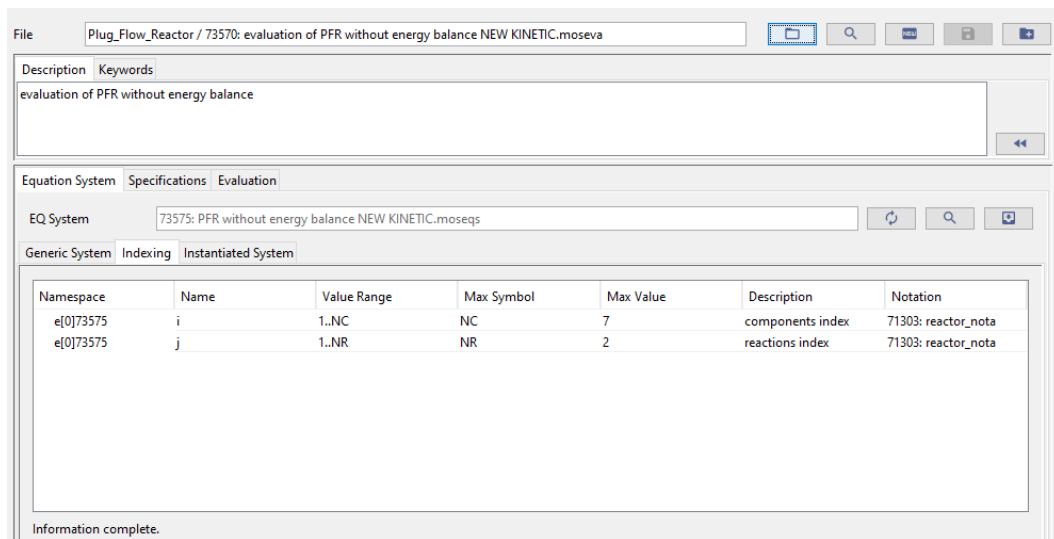 File Plug_Flow_Reactor / 73570: evaluation of PFR without energy balance NEW KINETIC.moseva NEW
Description Keywords
evaluation of PFR without energy balance
Equation System Specifications Evaluation
EQ System 73575: PFR without energy balance NEW KINETIC.moseqs
Generic System Indexing Instantiated System
Namespace Name Value Range Max Symbol Max Value Description Notation
e[0]73575 i 1..NC NC 7 components index 71303: reactor_nota
e[0]73575 j 1..NR NR 2 reactions index 71303: reactor_nota
Information complete.